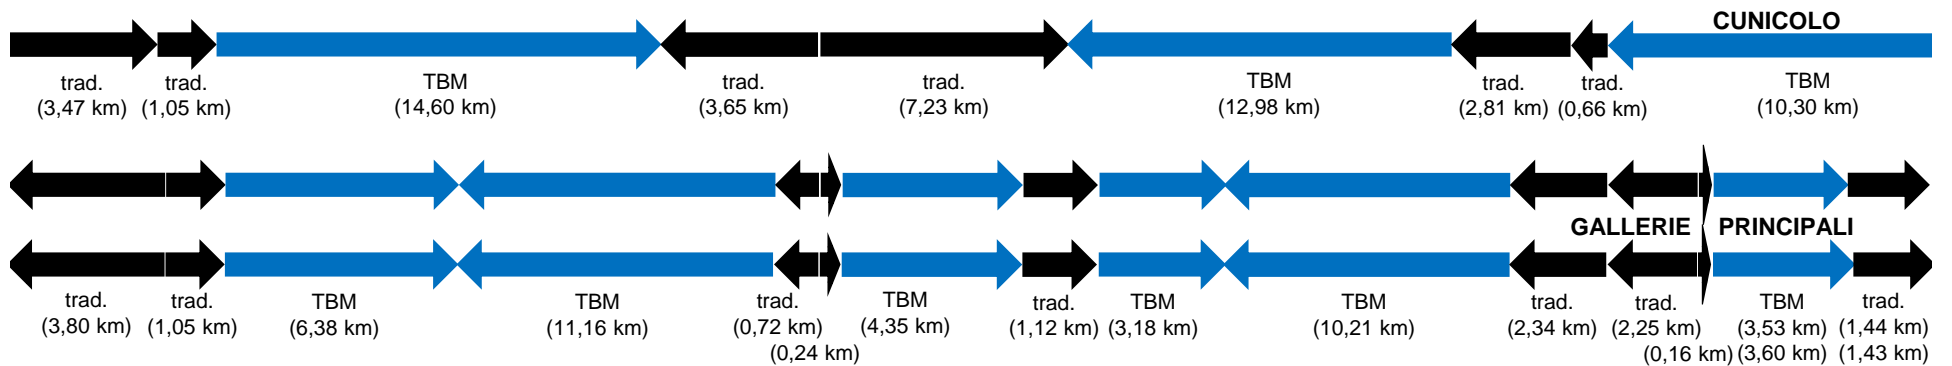 CUNICOLO
trad. trad. TBM trad. trad. TBM trad. trad. TBM
(3,47 km) (1,05 km) (14,60 km) (3,65 km) (7,23 km) (12,98 km) (2,81 km) (0,66 km) (10,30 km)
GALLERIE PRINCIPALI
trad. trad. TBM TBM trad. TBM trad. TBM TBM trad. trad. TBM trad.
(3,80 km) (1,05 km) (6,38 km) (11,16 km) (0,72 km) (4,35 km) (1,12 km) (3,18 km) (10,21 km) (2,34 km) (2,25 km) (3,53 km) (1,44 km)
(0,24 km) (0,16 km) (3,60 km) (1,43 km)